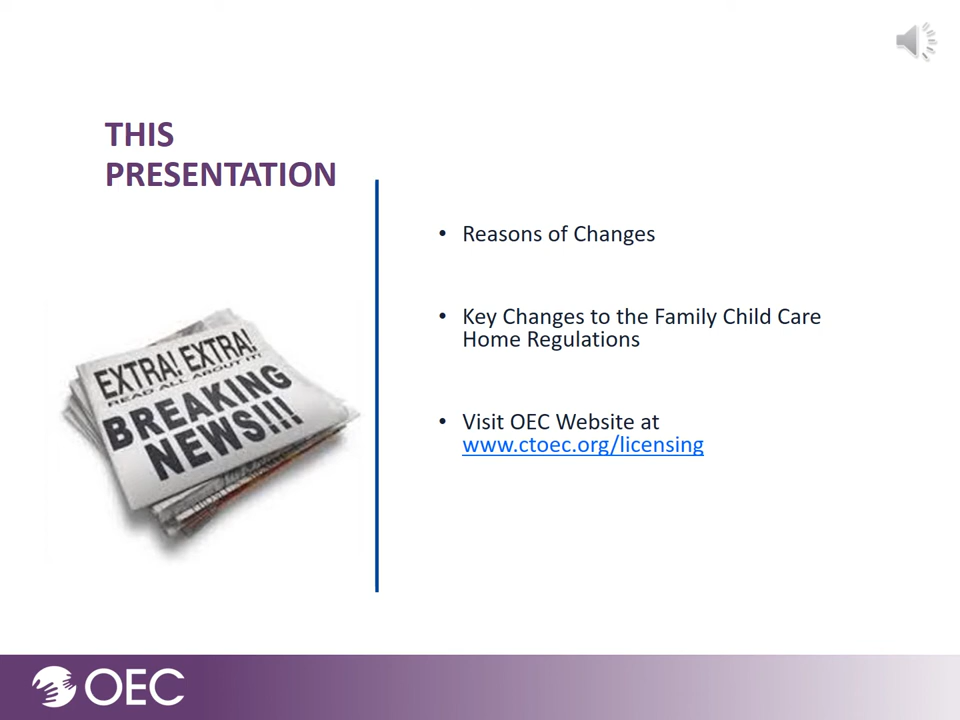 THIS
PRESENTATION
• Reasons of Changes
• Key Changes to the Family Child Care
Home Regulations
• Visit OEC Website at
www.ctoec.org/licensing
EXTRA! EXTRA!
READ ALL ABOUT IT!
BREAKING
NEWS!!!
OEC